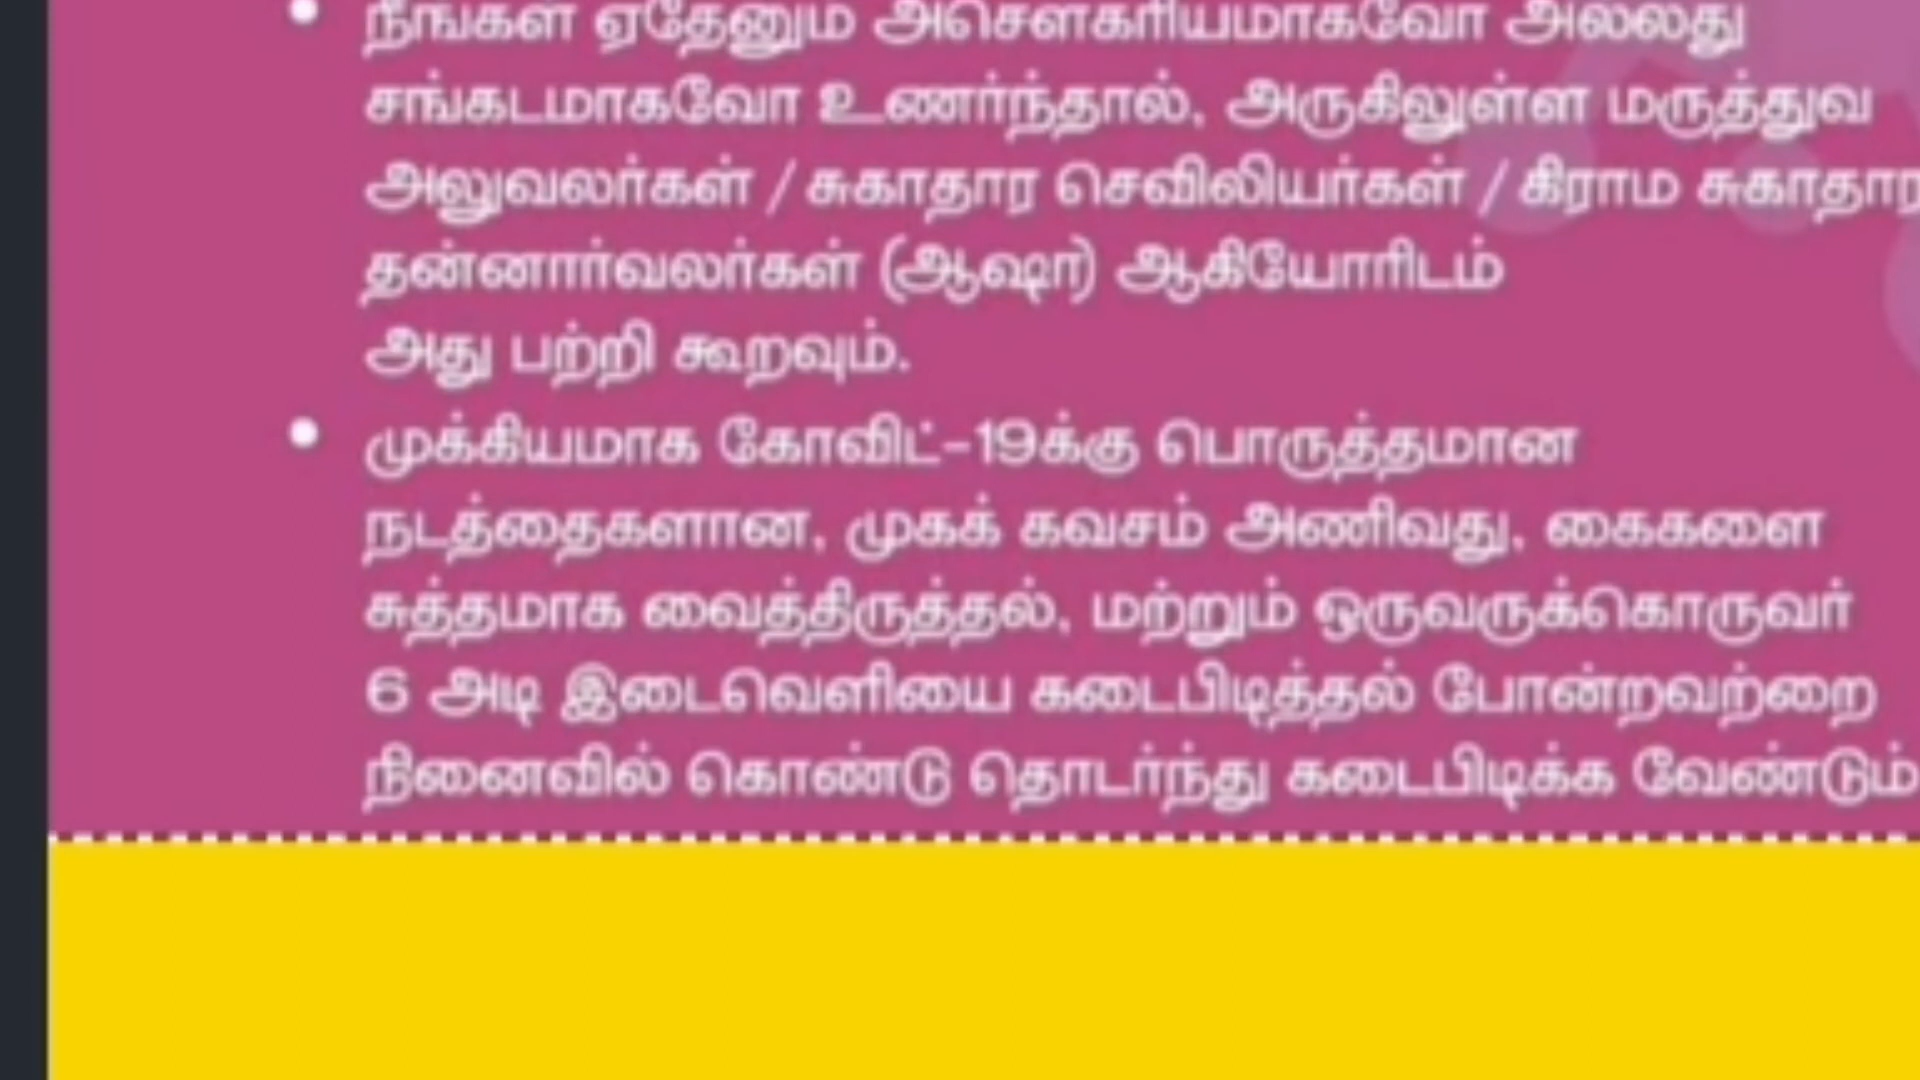 நீங்கள் ஏதேனும் அசௌகரியமாகவோ அல்லது
சங்கடமாகவோ உணர்ந்தால், அருகிலுள்ள மருத்துவ
அலுவலர்கள் / சுகாதார செவிலியர்கள் / கிராம சுகாதார
தன்னார்வலர்கள் (ஆஷா) ஆகியோரிடம்
அது பற்றி கூறவும்.
முக்கியமாக கோவிட்-19க்கு பொருத்தமான
நடத்தைகளான, முகக் கவசம் அணிவது, கைகளை
சுத்தமாக வைத்திருத்தல், மற்றும் ஒருவருக்கொருவர்
6 அடி இடைவெளியை கடைபிடித்தல் போன்றவற்றை
நினைவில் கொண்டு தொடர்ந்து கடைபிடிக்க வேண்டும்